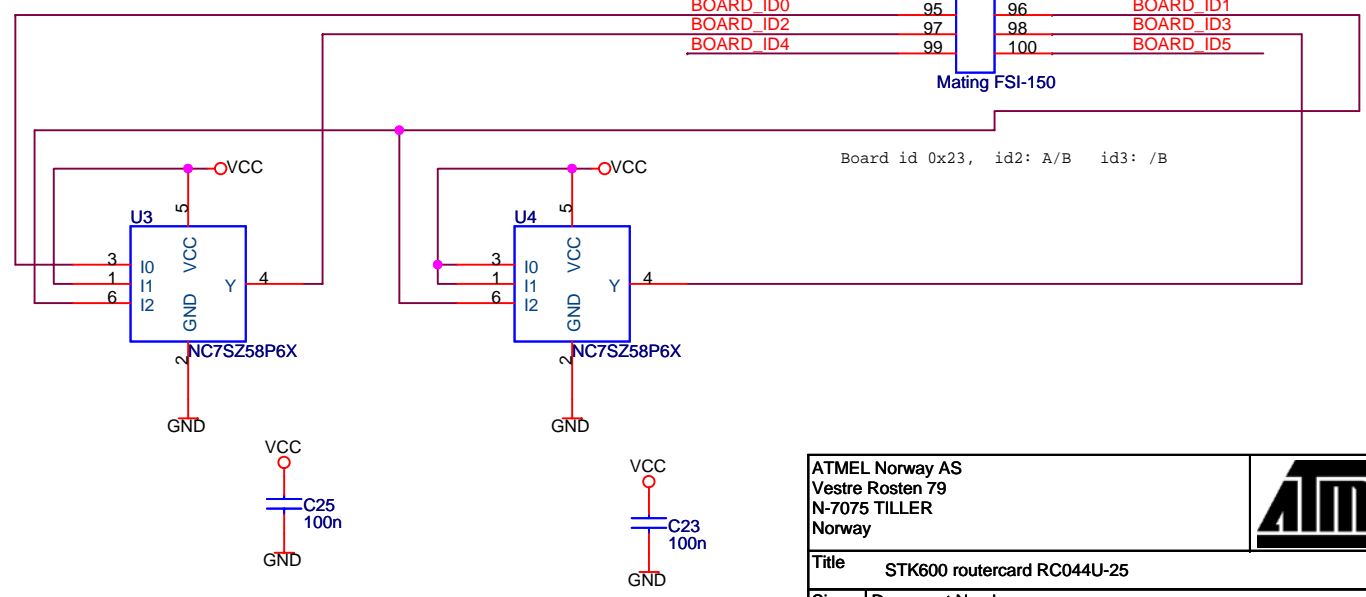 BOARD_ID0 95 96 BOARD_ID1
BOARD_ID2 97 98 BOARD_ID3
BOARD_ID4 99 100 BOARD_ID5
Mating FSI-150
Board id 0x23, id2: A/B id3: /B
VCC
VCC
5
5
U3
U4
VCC
VCC
3 I0
1 I1
6 I2
Y 4
GND
3 I0
1 I1
6 I2
Y 4
GND
NC7SZ58P6X
NC7SZ58P6X
2
2
GND
GND
VCC
C25
100n
GND
VCC
C23
100n
GND
ATMEL Norway AS
Vestre Rosten 79
N-7075 TILLER
Norway
Title
STK600 routercard RC044U-25